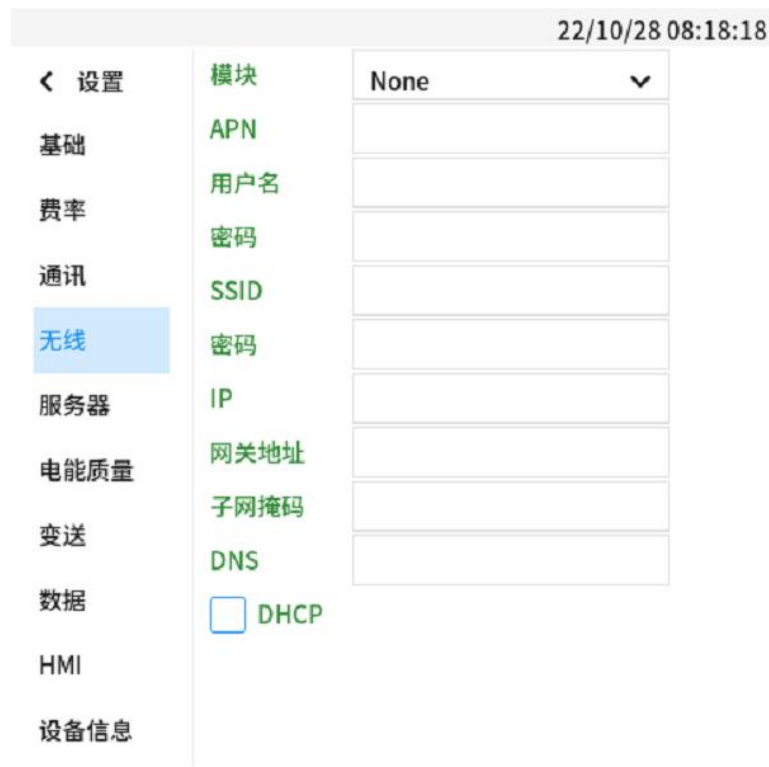 22/10/28 08:18:18
设置
基础
费率
通讯
无线
服务器
电能质量
变送
数据
HMI
设备信息
模块 None
APN
用户名
密码
SSID
密码
IP
网关地址
子网掩码
DNS
DHCP